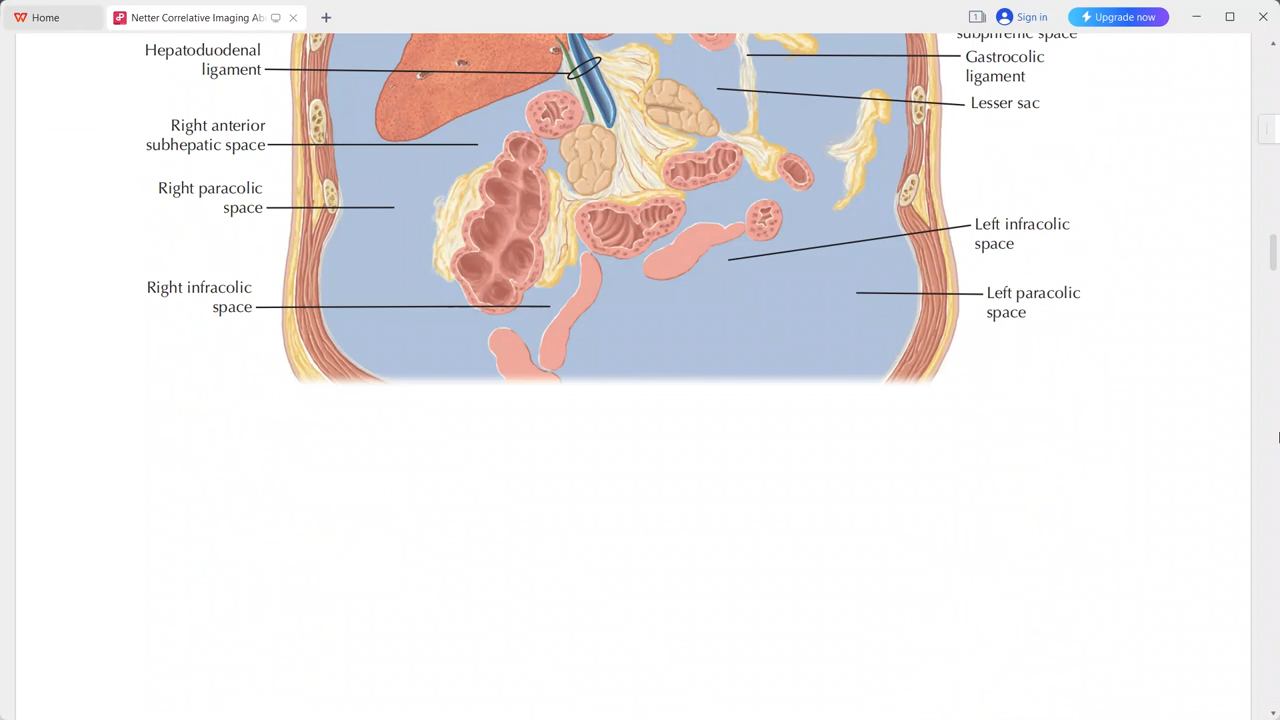 Home
Netter Correlative Imaging Ab
1
Sign in
Upgrade now
Hepatoduodenal
ligament
Right anterior
subhepatic space
Right paracolic
space
Right infracolic
space
subphrenic space
Gastrocolic
ligament
Lesser sac
Left infracolic
space
Left paracolic
space